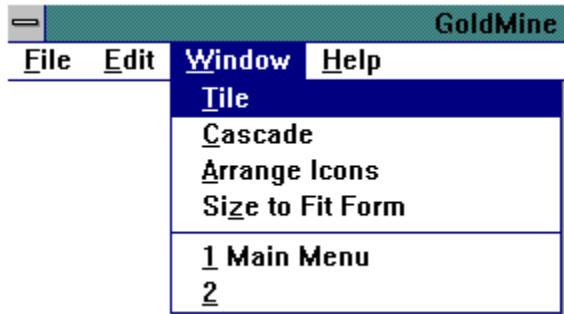 GoldMine
File Edit Window Help
Tile
Cascade
Arrange Icons
Size to Fit Form
1 Main Menu
2